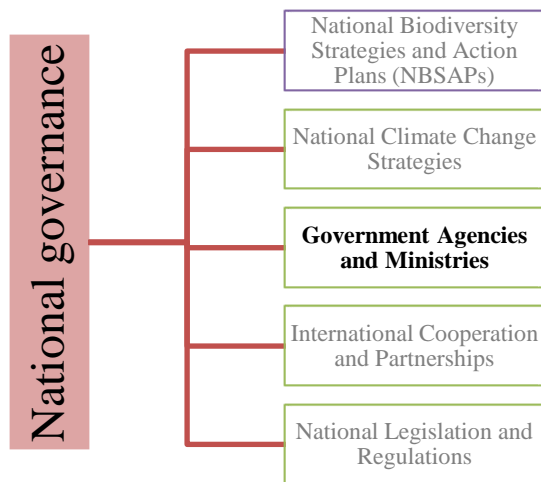 National governance
National Biodiversity
Strategies and Action
Plans (NBSAPs)
National Climate Change
Strategies
Government Agencies
and Ministries
International Cooperation
and Partnerships
National Legislation and
Regulations